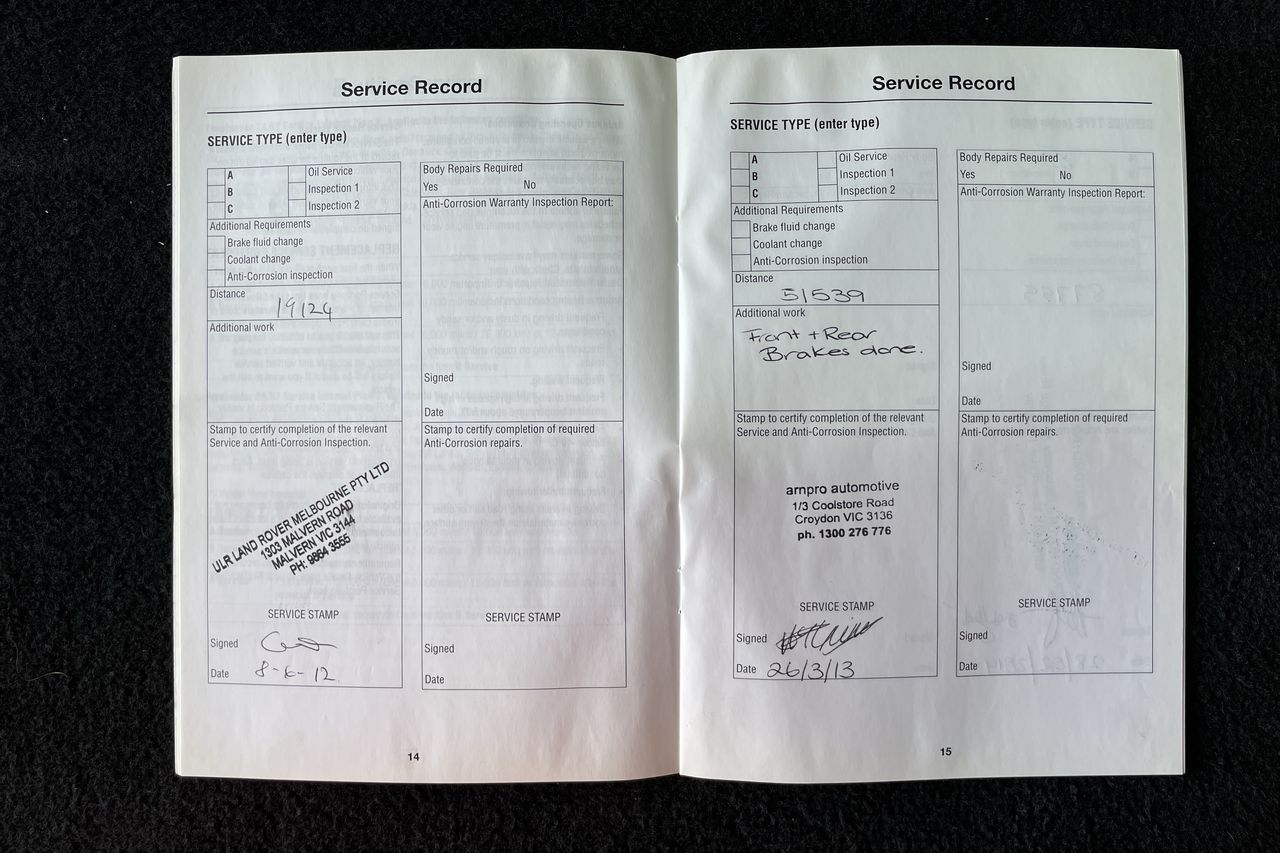 Service Record
SERVICE TYPE (enter type)
A
B
C
Oil Service
Inspection 1
Inspection 2
Additional Requirements
Brake fluid change
Coolant change
Anti-Corrosion inspection
Distance
19124
Additional work
Stamp to certify completion of the relevant
Service and Anti-Corrosion Inspection.
ULR LAND ROVER MELBOURNE PTY LTD
1303 MALVERN ROAD
MALVERN VIC 3144
PH: 9864 3555
SERVICE STAMP
Signed
Date 8-6-12
Body Repairs Required
Yes No
Anti-Corrosion Warranty Inspection Report:
Signed
Date
Stamp to certify completion of required
Anti-Corrosion repairs.
SERVICE STAMP
Signed
Date
14
Service Record
SERVICE TYPE (enter type)
A
B
C
Oil Service
Inspection 1
Inspection 2
Additional Requirements
Brake fluid change
Coolant change
Anti-Corrosion inspection
Distance
51539
Additional work
Front + Rear
Brakes done.
Stamp to certify completion of the relevant
Service and Anti-Corrosion Inspection.
arnpro automotive
1/3 Coolstore Road
Croydon VIC 3136
ph. 1300 276 776
SERVICE STAMP
Signed
Date 26/3/13
Body Repairs Required
Yes No
Anti-Corrosion Warranty Inspection Report:
Signed
Date
Stamp to certify completion of required
Anti-Corrosion repairs.
SERVICE STAMP
Signed
Date
15